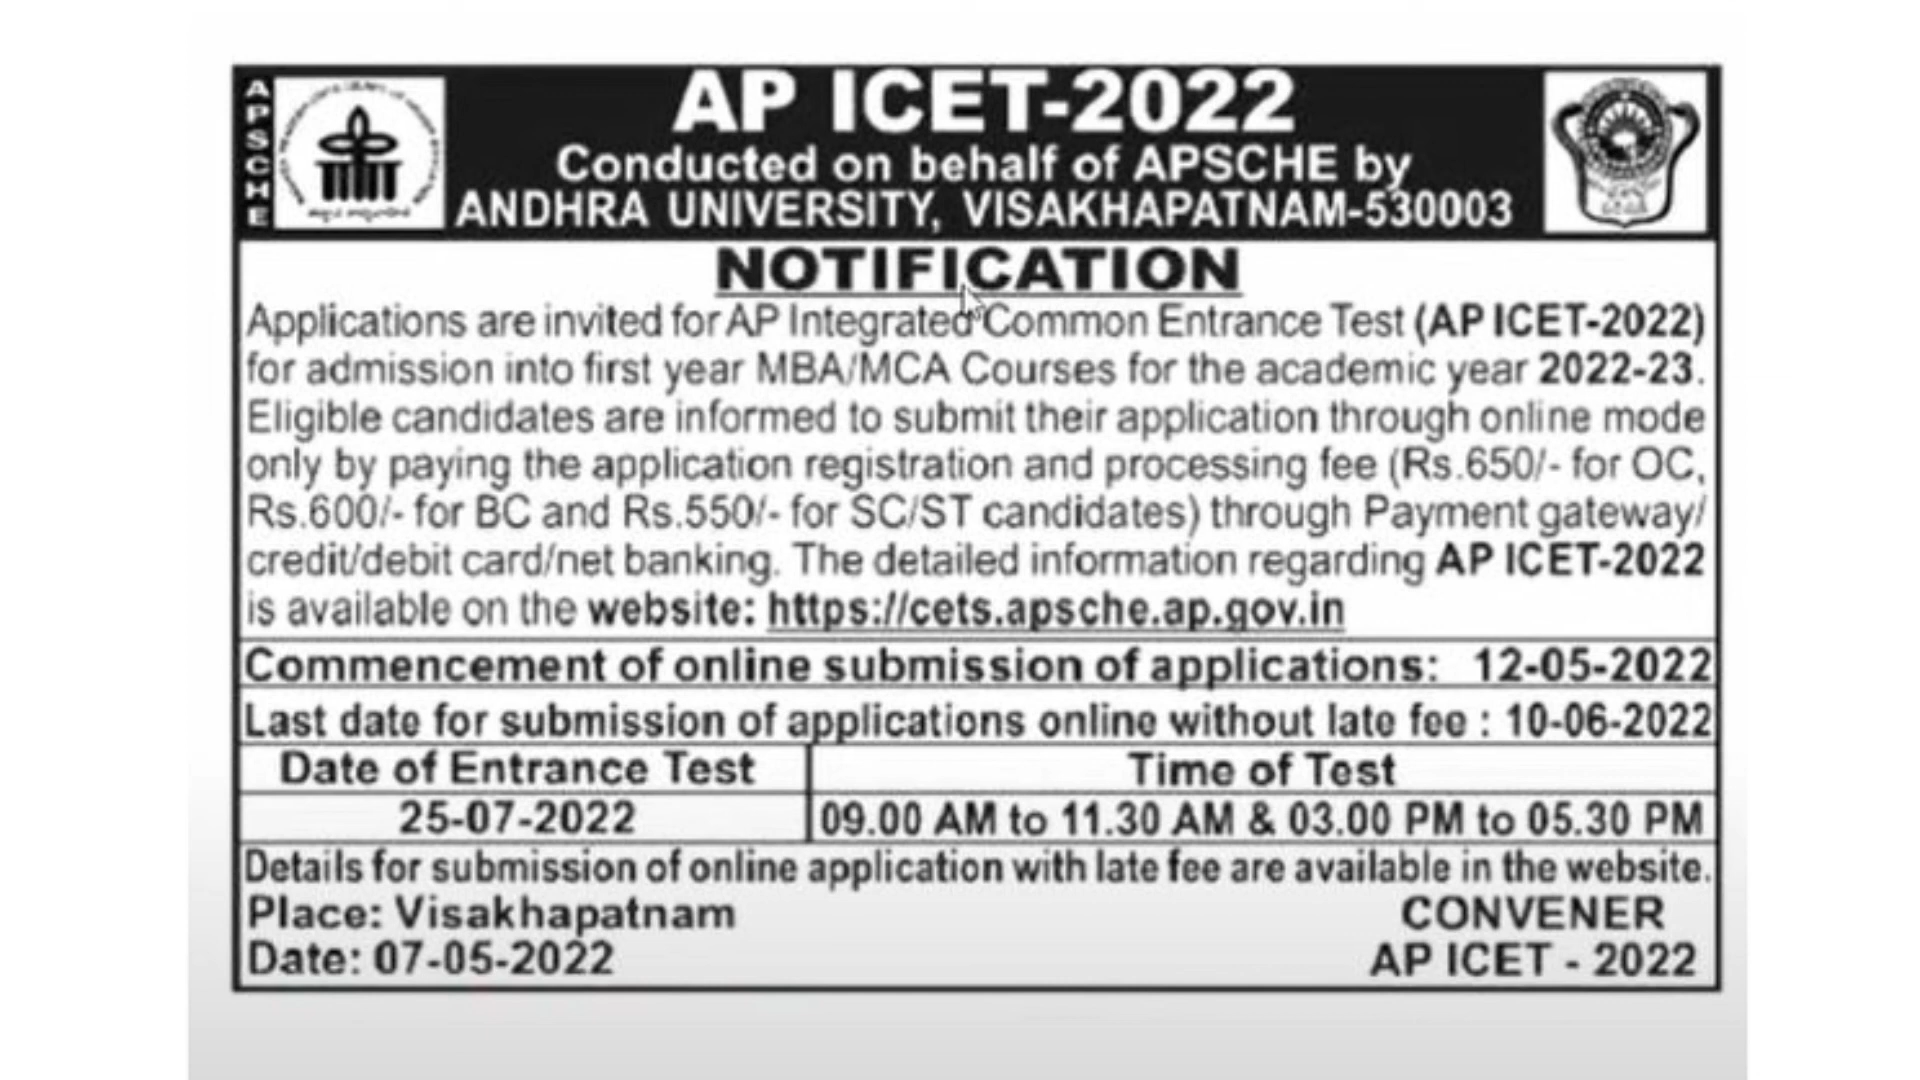 APSCHE
AP ICET-2022
Conducted on behalf of APSCHE by
ANDHRA UNIVERSITY, VISAKHAPATNAM-530003
NOTIFICATION
Applications are invited for AP Integrated Common Entrance Test (AP ICET-2022)
for admission into first year MBA/MCA Courses for the academic year 2022-23.
Eligible candidates are informed to submit their application through online mode
only by paying the application registration and processing fee (Rs.650/- for OC,
Rs.600/- for BC and Rs.550/- for SC/ST candidates) through Payment gateway/
credit/debit card/net banking. The detailed information regarding AP ICET-2022
is available on the website: https://cets.apsche.ap.gov.in
Commencement of online submission of applications: 12-05-2022
Last date for submission of applications online without late fee : 10-06-2022
Date of Entrance Test Time of Test
25-07-2022 09.00 AM to 11.30 AM & 03.00 PM to 05.30 PM
Details for submission of online application with late fee are available in the website.
Place: Visakhapatnam CONVENER
Date: 07-05-2022 AP ICET - 2022